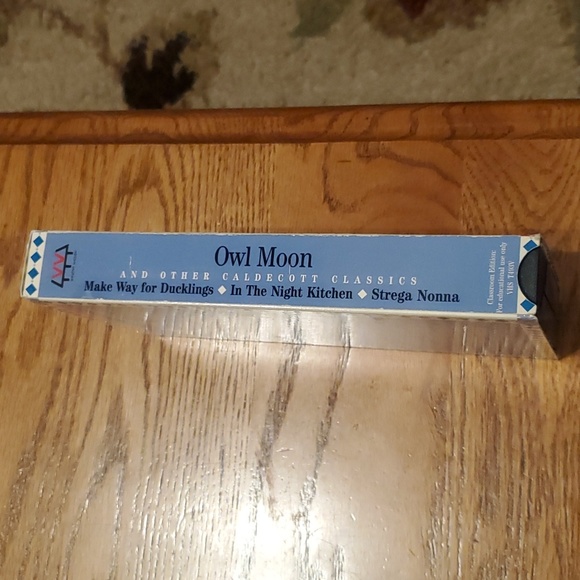 Owl Moon
AND OTHER CALDECOTT CLASSICS
Make Way for Ducklings ◆ In The Night Kitchen ◆ Strega Nonna
Classroom Edition:
For educational use only
VHS